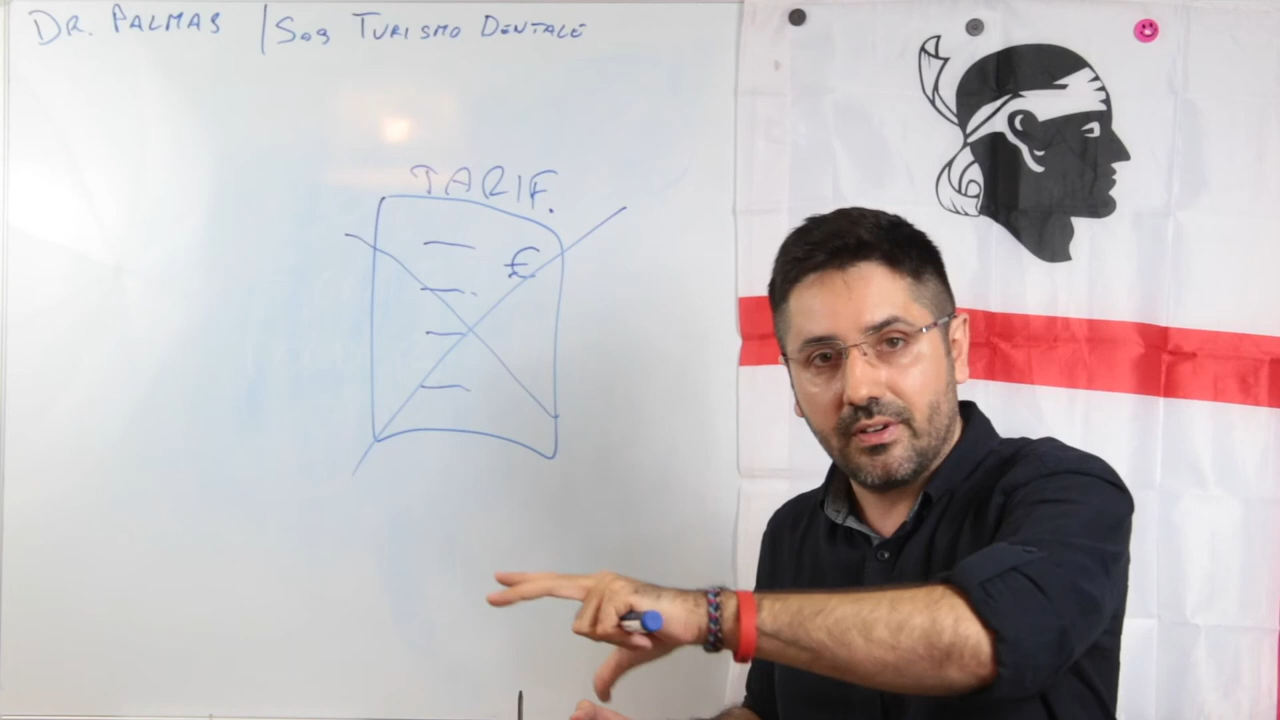 DR. PALMAS | SOS TURISMO DENTALE
TARIF.
€